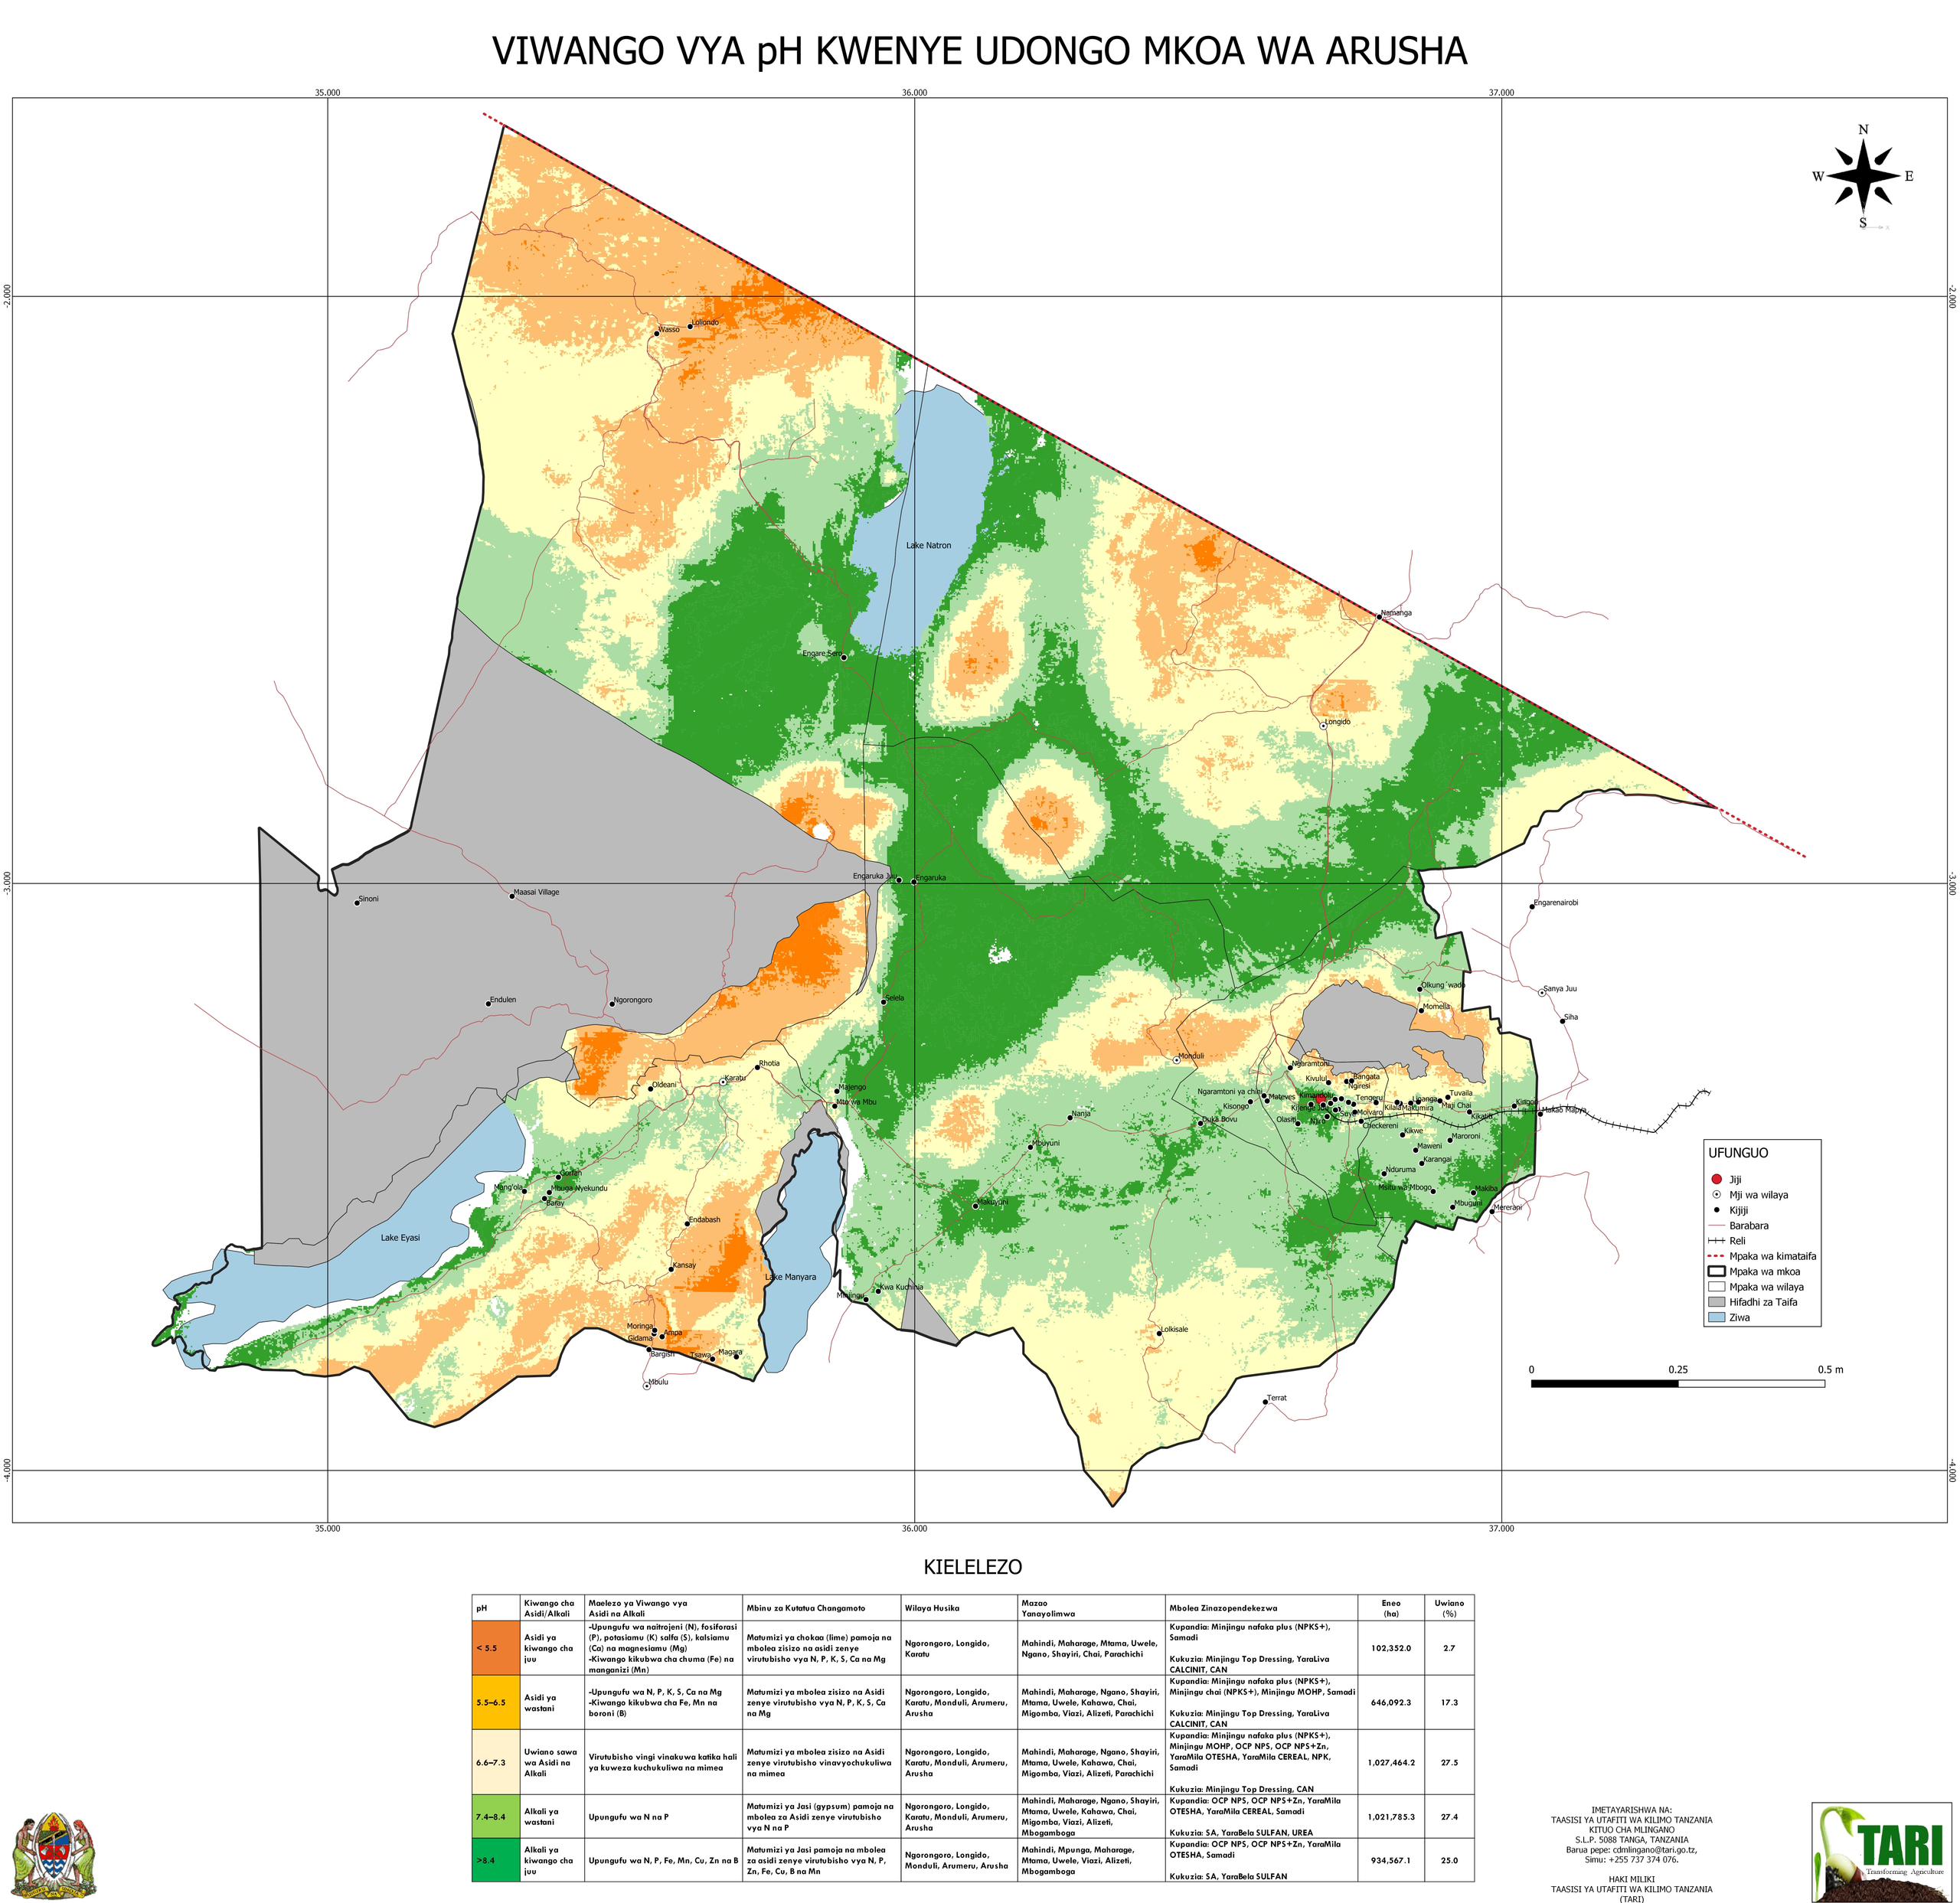 VIWANGO VYA pH KWENYE UDONGO MKOA WA ARUSHA
35.000 36.000 37.000
N
W E
S
-2.000 -2.000
Loliondo
Wasso
Lake Natron
Namanga
Engare Sero
Longido
Engaruka Juu Engaruka
-3.000 -3.000
Maasai Village
Sinoni
Engarenairobi
Endulen
Ngorongoro
Selela
Olkung'wado
Sanya Juu
Momella
Siha
Monduli
Rhotia
Ngaramtoni
Karatu
Oldeani
Kivulul
Bangata
Ngiresi
Majengo
Mto wa Mbu
Ngaramtoni ya chini
Mateves
Kimandolu
Tengeru
Tuvaila
Usa
Kisongo
Kilala
Makumira
Maji Chai
Kikatiti
Kingori
Makao Mapya
Moivaro
Nanja
Duka Bovu
Olasiti
Checkereni
Mbuyuni
Kikwe
Maroroni
Maweni
Karangai
Nduruma
Gorfan
Mang'ola
Mbuga Nyekundu
Baray
Msitu wa Mbogo
Makiba
Makuyuni
Mbuguni
Mererani
Endabash
Lake Eyasi
Kansay
Lake Manyara
Kwa Kuchinia
Minjingu
Moringa
Ampa
Gidama
Bargish
Tsawa
Magara
Mbulu
Lolkisale
Terrat
-4.000 -4.000
35.000 36.000 37.000
UFUNGUO
Jiji
Mji wa wilaya
Kijiji
Barabara
Reli
Mpaka wa kimataifa
Mpaka wa mkoa
Mpaka wa wilaya
Hifadhi za Taifa
Ziwa
0 0.25 0.5 m
KIELELEZO
pH
Kiwango cha
Asidi/Alkali
Maelezo ya Viwango vya
Asidi na Alkali
Mbinu za Kutatua Changamoto
Wilaya Husika
Mazao
Yanayolimwa
Mbolea Zinazopendekezwa
Eneo
(ha)
Uwiano
(%)
< 5.5
Asidi ya
kiwango cha
juu
-Upungufu wa naitrojeni (N), fosiforasi
(P), potasiamu (K) salfa (S), kalsiamu
(Ca) na magnesiamu (Mg)
-Kiwango kikubwa cha chuma (Fe) na
manganizi (Mn)
Matumizi ya chokaa (lime) pamoja na
mbolea zisizo na asidi zenye
virutubisho vya N, P, K, S, Ca na Mg
Ngorongoro, Longido,
Karatu
Mahindi, Maharage, Mtama, Uwele,
Ngano, Shayiri, Chai, Parachichi
Kupandia: Minjingu nafaka plus (NPKS+),
Samadi
Kukuzia: Minjingu Top Dressing, YaraLiva
CALCINIT, CAN
102,352.0
2.7
5.5–6.5
Asidi ya
wastani
-Upungufu wa N, P, K, S, Ca na Mg
-Kiwango kikubwa cha Fe, Mn na
boroni (B)
Matumizi ya mbolea zisizo na Asidi
zenye virutubisho vya N, P, K, S, Ca
na Mg
Ngorongoro, Longido,
Karatu, Monduli, Arumeru,
Arusha
Mahindi, Maharage, Ngano, Shayiri,
Mtama, Uwele, Kahawa, Chai,
Migomba, Viazi, Alizeti, Parachichi
Kupandia: Minjingu nafaka plus (NPKS+),
Minjingu chai (NPKS+), Minjingu MOHP, Samadi
Kukuzia: Minjingu Top Dressing, YaraLiva
CALCINIT, CAN
646,092.3
17.3
6.6–7.3
Uwiano sawa
wa Asidi na
Alkali
Virutubisho vingi vinakuwa katika hali
ya kuweza kuchukuliwa na mimea
Matumizi ya mbolea zisizo na Asidi
zenye virutubisho vinavyochukuliwa
na mimea
Ngorongoro, Longido,
Karatu, Monduli, Arumeru,
Arusha
Mahindi, Maharage, Ngano, Shayiri,
Mtama, Uwele, Kahawa, Chai,
Migomba, Viazi, Alizeti, Parachichi
Kupandia: Minjingu nafaka plus (NPKS+),
Minjingu MOHP, OCP NPS, OCP NPS+Zn,
YaraMila OTESHA, YaraMila CEREAL, NPK,
Samadi
Kukuzia: Minjingu Top Dressing, CAN
1,027,464.2
27.5
7.4–8.4
Alkali ya
wastani
Upungufu wa N na P
Matumizi ya Jasi (gypsum) pamoja na
mbolea za Asidi zenye virutubisho
vya N na P
Ngorongoro, Longido,
Karatu, Monduli, Arumeru,
Arusha
Mahindi, Maharage, Ngano, Shayiri,
Mtama, Uwele, Kahawa, Chai,
Migomba, Viazi, Alizeti,
Mbogamboga
Kupandia: OCP NPS, OCP NPS+Zn, YaraMila
OTESHA, YaraMila CEREAL, Samadi
Kukuzia: SA, YaraBela SULFAN, UREA
1,021,785.3
27.4
>8.4
Alkali ya
kiwango cha
juu
Upungufu wa N, P, Fe, Mn, Cu, Zn na B
Matumizi ya Jasi pamoja na mbolea
za asidi zenye virutubisho vya N, P,
Zn, Fe, Cu, B na Mn
Ngorongoro, Longido,
Monduli, Arumeru, Arusha
Mahindi, Mpunga, Maharage,
Mtama, Uwele, Viazi, Alizeti,
Mbogamboga
Kupandia: OCP NPS, OCP NPS+Zn, YaraMila
OTESHA, Samadi
Kukuzia: SA, YaraBela SULFAN
934,567.1
25.0
IMETAYARISHWA NA:
TAASISI YA UTAFITI WA KILIMO TANZANIA
KITUO CHA MLINGANO
S.L.P. 5088 TANGA, TANZANIA
Barua pepe: cdmlingano@tari.go.tz,
Simu: +255 737 374 076.
HAKI MILIKI
TAASISI YA UTAFITI WA KILIMO TANZANIA
(TARI)
TARI
Transforming Agriculture